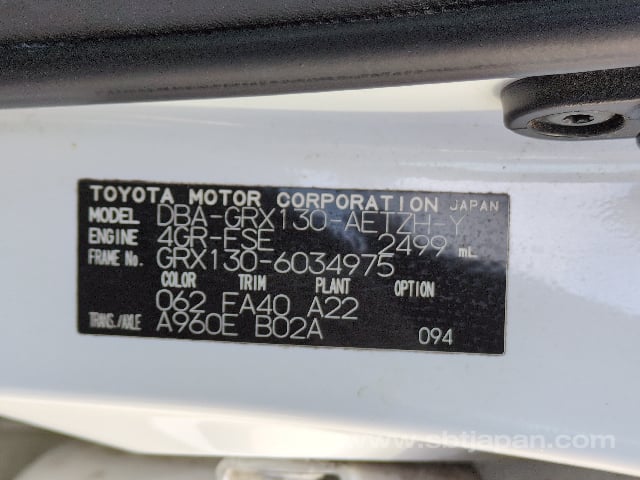 TOYOTA MOTOR CORPORATION JAPAN
MODEL DBA-GRX130-AETZH-Y
ENGINE 4GR-FSE 2499 mL
FRAME No. GRX130-6034975
COLOR TRIM PLANT OPTION
062 FA40 A22
TRANS./AXLE A960E B02A 094
www.sbtjapan.com